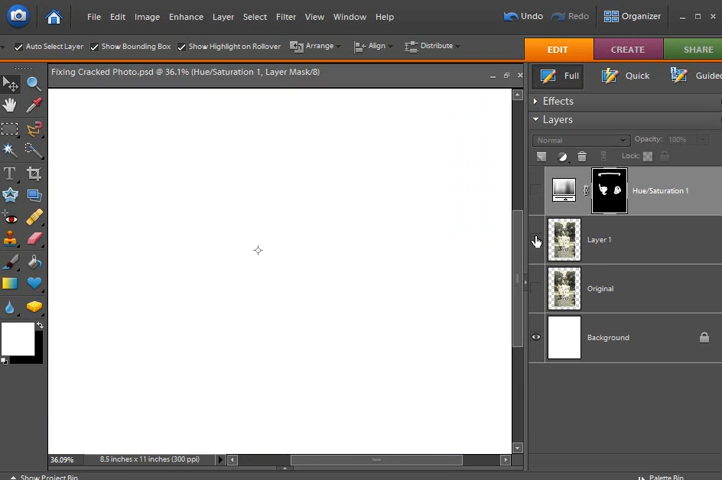 File Edit Image Enhance Layer Select Filter View Window Help Undo Redo Organizer
Auto Select Layer Show Bounding Box Show Highlight on Rollover Arrange Align Distribute EDIT CREATE SHARE
Fixing Cracked Photo.psd @ 36.1% (Hue/Saturation 1, Layer Mask/8)
Full Quick Guided
Effects
Layers
Normal Opacity: 100%
Lock:
Hue/Saturation 1
Layer 1
Original
Background
36.09% 8.5 inches x 11 inches (300 ppi)
Show Project Bin Palette Bin